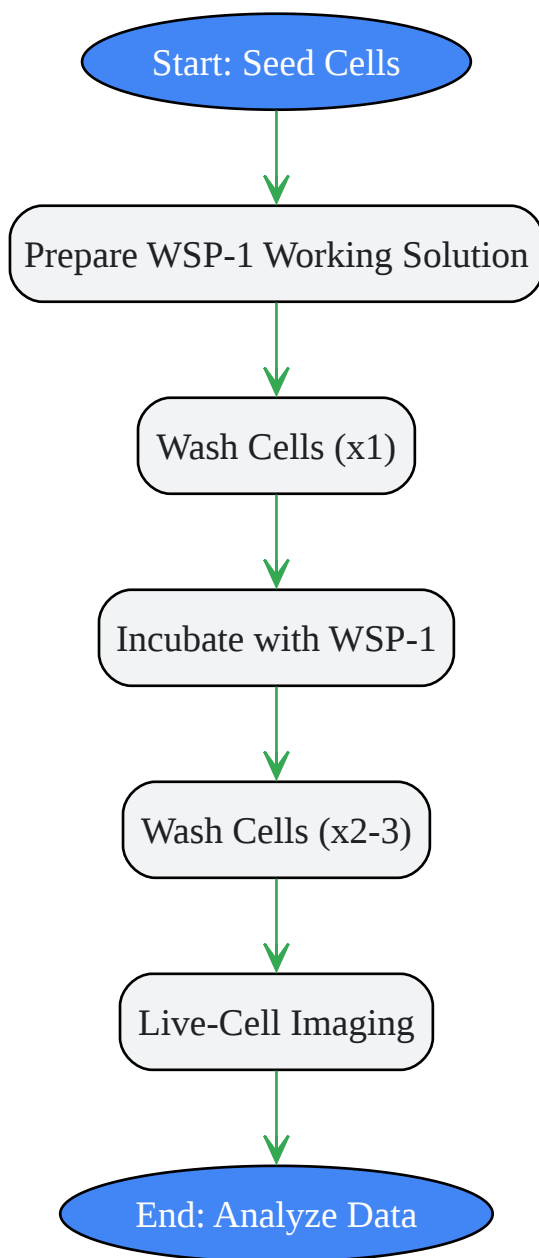 Start: Seed Cells
Prepare WSP-1 Working Solution
Wash Cells (x1)
Incubate with WSP-1
Wash Cells (x2-3)
Live-Cell Imaging
End: Analyze Data